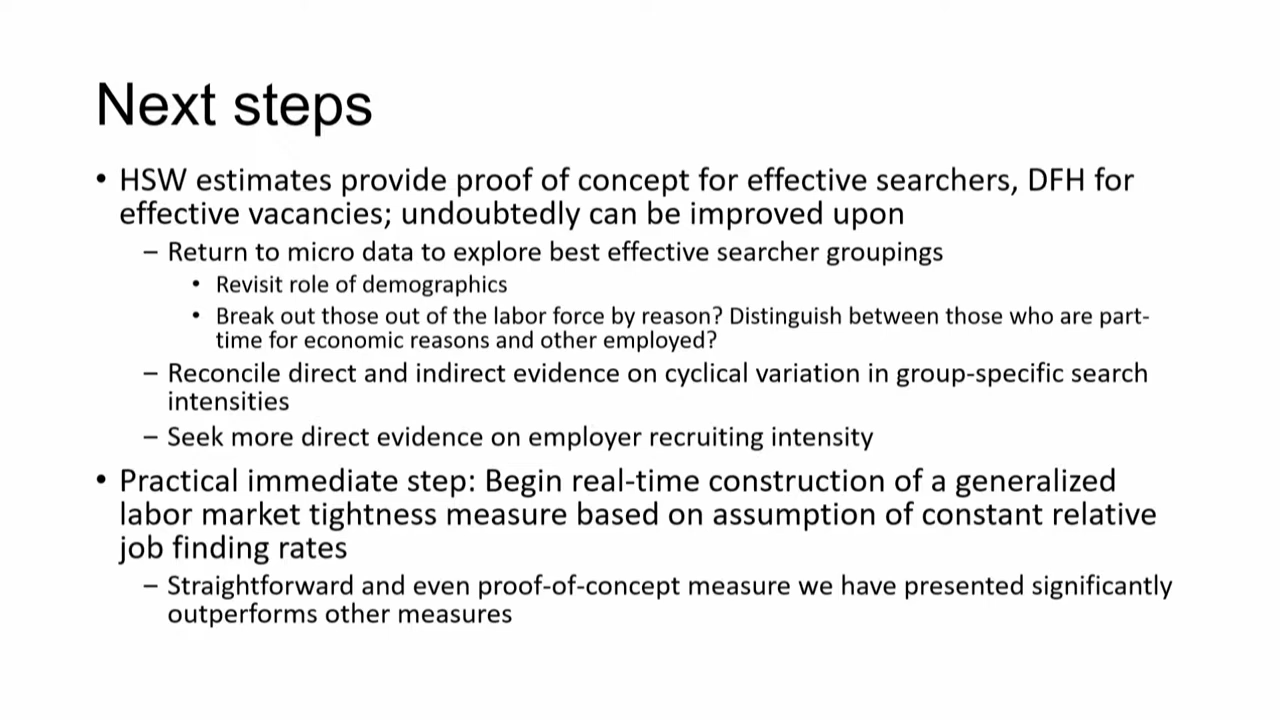 Next steps
• HSW estimates provide proof of concept for effective searchers, DFH for
effective vacancies; undoubtedly can be improved upon
– Return to micro data to explore best effective searcher groupings
• Revisit role of demographics
• Break out those out of the labor force by reason? Distinguish between those who are part-
time for economic reasons and other employed?
– Reconcile direct and indirect evidence on cyclical variation in group-specific search
intensities
– Seek more direct evidence on employer recruiting intensity
• Practical immediate step: Begin real-time construction of a generalized
labor market tightness measure based on assumption of constant relative
job finding rates
– Straightforward and even proof-of-concept measure we have presented significantly
outperforms other measures